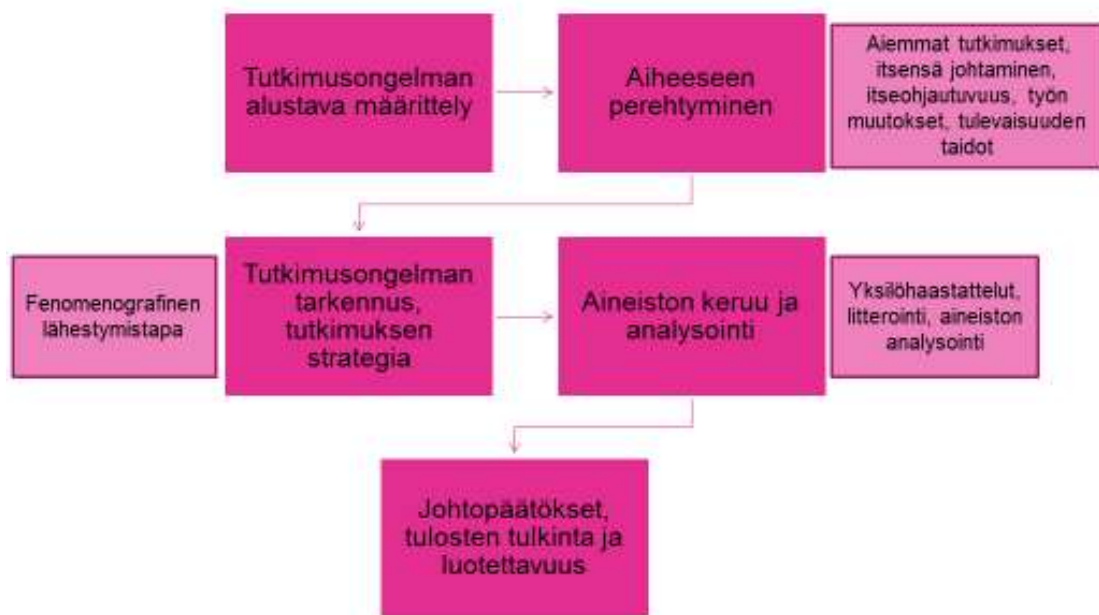 Tutkimusongelman
alustava määrittely
Aiheeseen
perehtyminen
Aiemmat tutkimukset,
itsensä johtaminen,
itseohjautuvuus, työn
muutokset, tulevaisuuden
taidot
Fenomenografinen
lähestymistapa
Tutkimusongelman
tarkennus,
tutkimuksen
strategia
Aineiston keruu ja
analysointi
Yksilöhaastattelut,
litterointi, aineiston
analysointi
Johtopäätökset,
tulosten tulkinta ja
luotettavuus